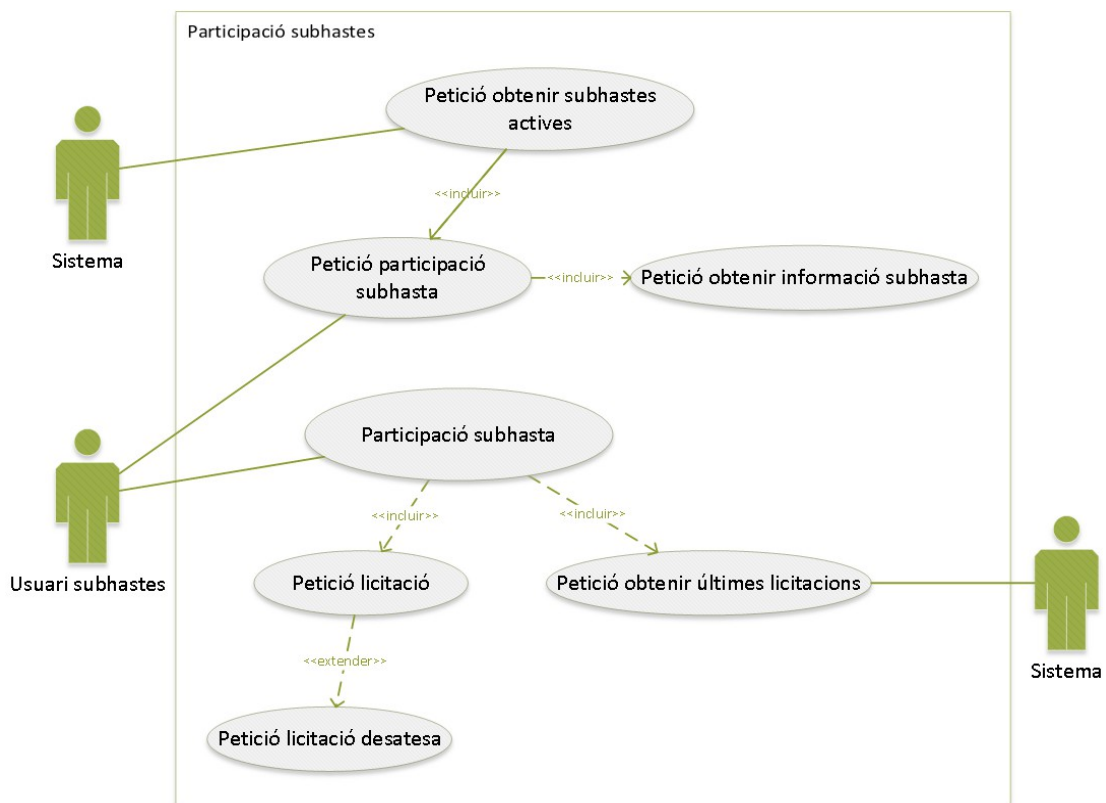 Participació subhastes
Petició obtenir subhastes
actives
<<incluir>>
Sistema
Petició participació
subhasta
<<incluir>>
Petició obtenir informació subhasta
Participació subhasta
<<incluir>>
<<incluir>>
Usuari subhastes
Petició licitació
Petició obtenir últimes licitacions
Sistema
<<extender>>
Petició licitació desatesa